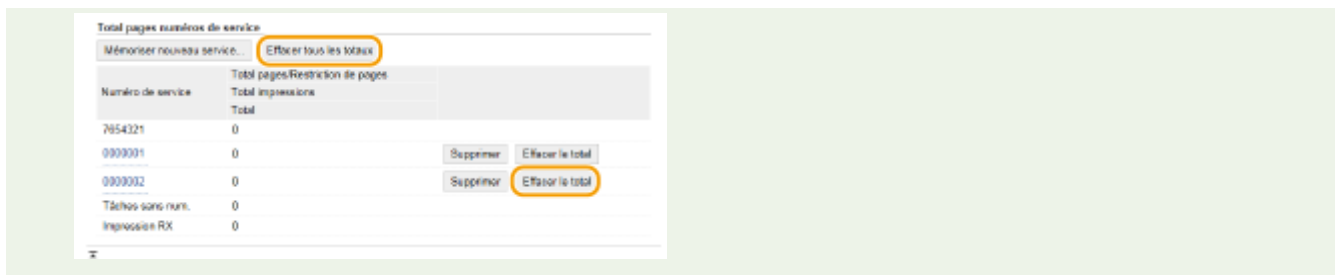 Total pages numéros de service
Mémoriser nouveau service... Effacer tous les totaux
Total pages/Restriction de pages
Numéro de service Total impressions
Total
7654321 0
0000001 0 Supprimer Effacer le total
0000002 0 Supprimer Effacer le total
Tâches sans num. 0
Impression RX 0